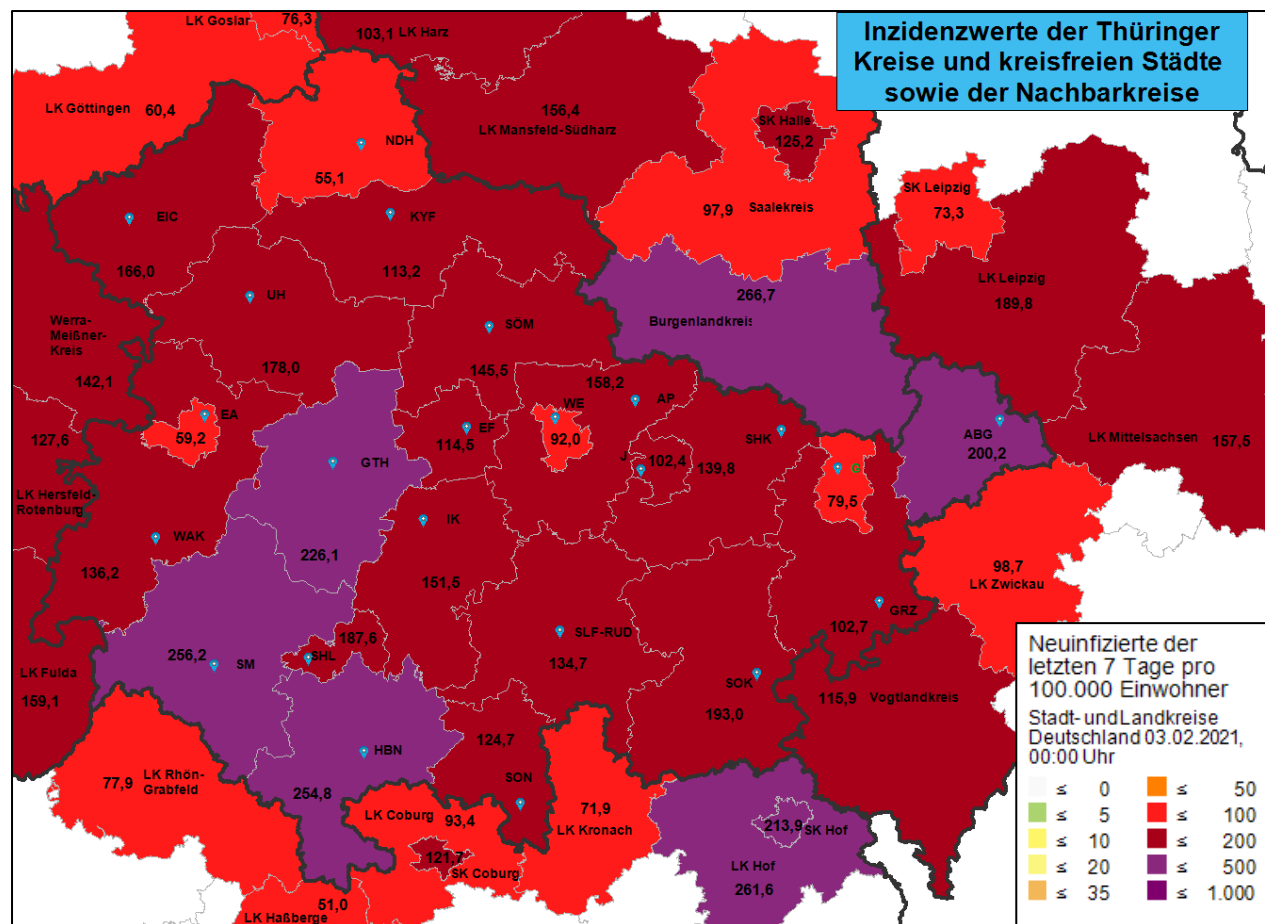 Inzidenzwerte der Thüringer
Kreise und kreisfreien Städte
sowie der Nachbarkreise
LK Goslar
76,3
103,1
LK Harz
LK Göttingen
60,4
156,4
LK Mansfeld-Südharz
SK Halle
125,2
NDH
55,1
97,9
Saalekreis
SK Leipzig
73,3
EIC
166,0
KYF
113,2
UH
178,0
266,7
Burgenlandkreis
LK Leipzig
189,8
Werra-
Meißner-
Kreis
142,1
SÖM
145,5
158,2
AP
WE
92,0
EA
59,2
127,6
EF
114,5
GTH
226,1
J
102,4
SHK
139,8
G
79,5
ABG
200,2
LK Mittelsachsen
157,5
LK Hersfeld-
Rotenburg
WAK
136,2
IK
151,5
98,7
LK Zwickau
GRZ
102,7
SLF-RUD
134,7
187,6
SHL
256,2
SM
LK Fulda
159,1
SOK
193,0
115,9
Vogtlandkreis
HBN
254,8
124,7
SON
77,9
LK Rhön-
Grabfeld
LK Coburg
93,4
71,9
LK Kronach
121,7
SK Coburg
213,9
SK Hof
LK Hof
261,6
51,0
LK Haßberge
Neuinfizierte der
letzten 7 Tage pro
100.000 Einwohner
Stadt- und Landkreise
Deutschland 03.02.2021,
00:00 Uhr
≤ 0 ≤ 50
≤ 5 ≤ 100
≤ 10 ≤ 200
≤ 20 ≤ 500
≤ 35 ≤ 1.000